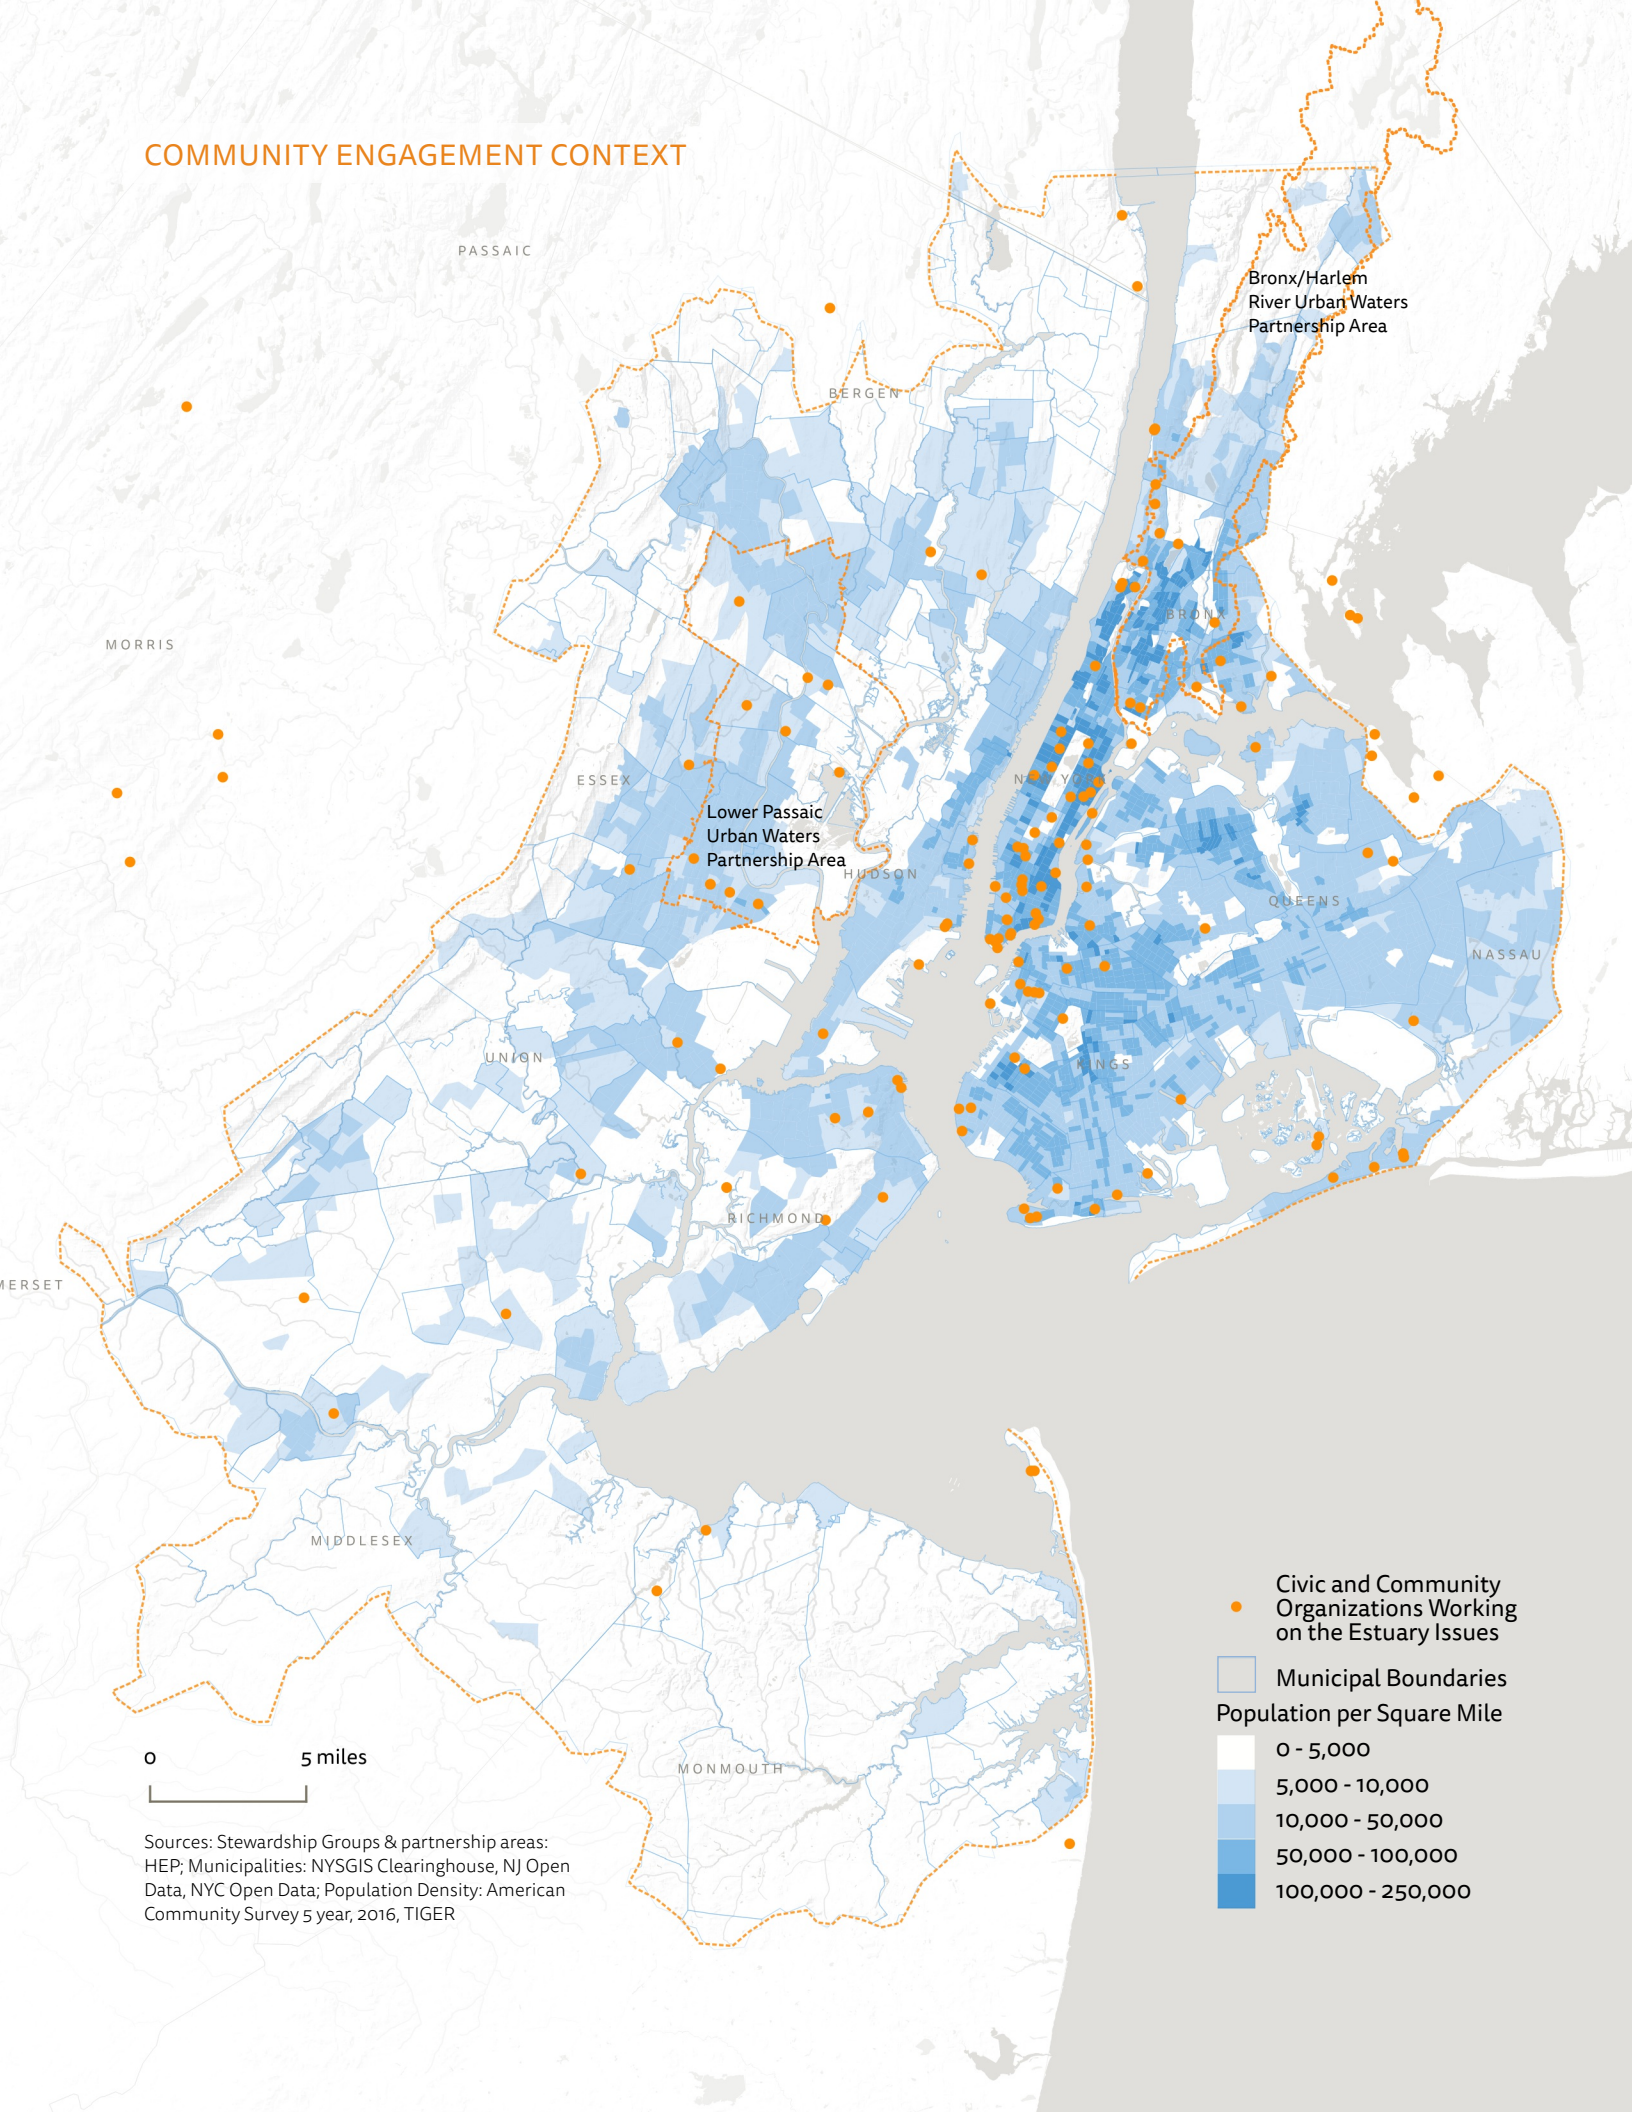 COMMUNITY ENGAGEMENT CONTEXT
PASSAIC
Bronx/Harlem
River Urban Waters
Partnership Area
BERGEN
BRONX
MORRIS
ESSEX
NEW YORK
Lower Passaic
Urban Waters
Partnership Area
HUDSON
QUEENS
NASSAU
UNION
KINGS
RICHMOND
MERSET
MIDDLESEX
MONMOUTH
Civic and Community
Organizations Working
on the Estuary Issues
Municipal Boundaries
Population per Square Mile
0 - 5,000
5,000 - 10,000
10,000 - 50,000
50,000 - 100,000
100,000 - 250,000
0 5 miles
Sources: Stewardship Groups & partnership areas:
HEP; Municipalities: NYSGIS Clearinghouse, NJ Open
Data, NYC Open Data; Population Density: American
Community Survey 5 year, 2016, TIGER